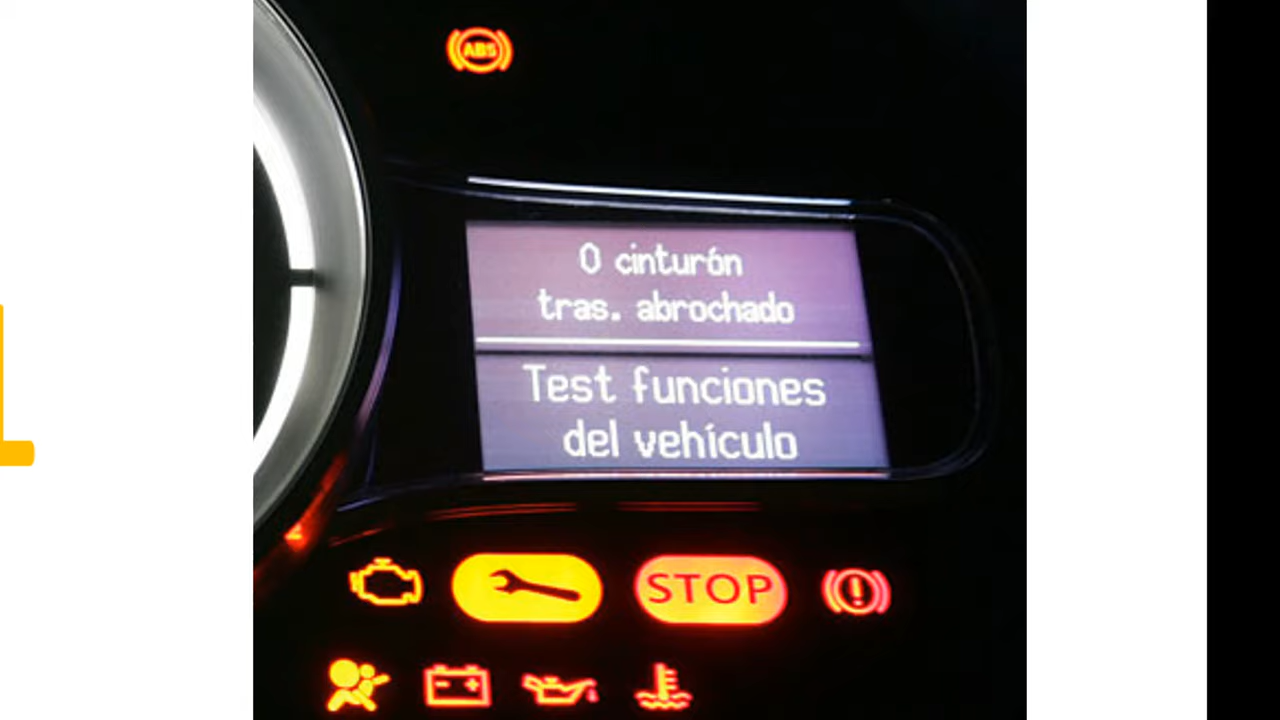 ABS
0 cinturón
tras. abrochado
Test funciones
del vehículo
STOP